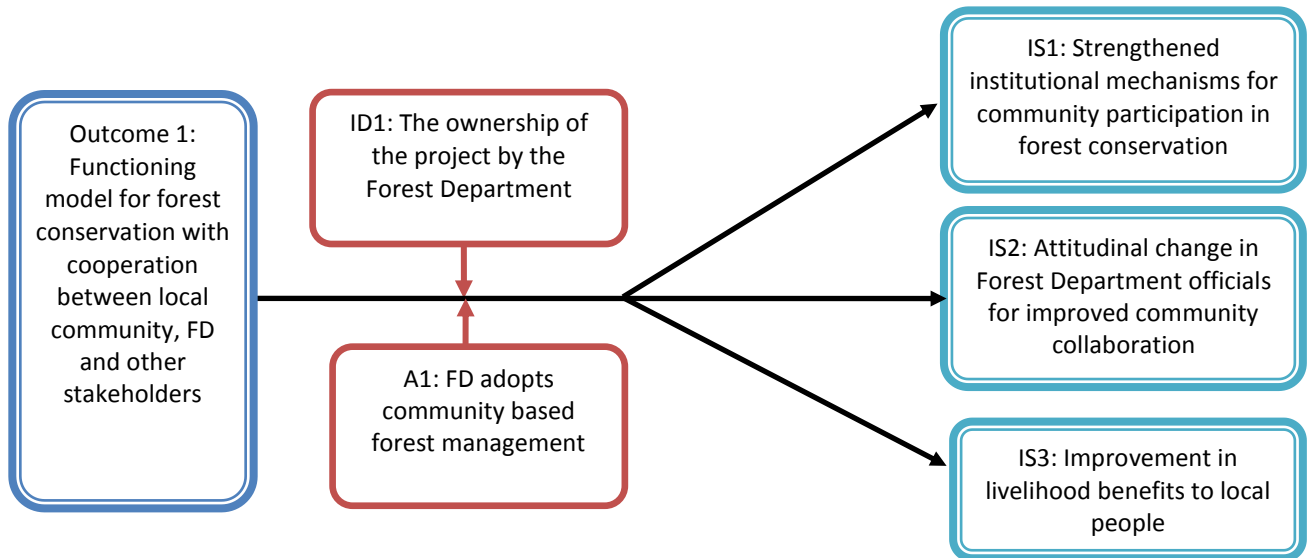 Outcome 1:
Functioning
model for forest
conservation with
cooperation
between local
community, FD
and other
stakeholders
ID1: The ownership of
the project by the
Forest Department
A1: FD adopts
community based
forest management
IS1: Strengthened
institutional mechanisms for
community participation in
forest conservation
IS2: Attitudinal change in
Forest Department officials
for improved community
collaboration
IS3: Improvement in
livelihood benefits to local
people